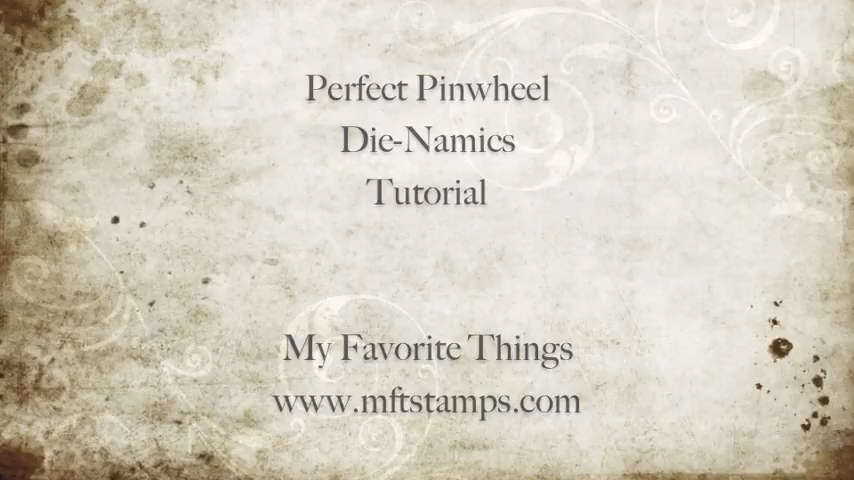 Perfect Pinwheel
Die-Namics
Tutorial
My Favorite Things
www.mftstamps.com